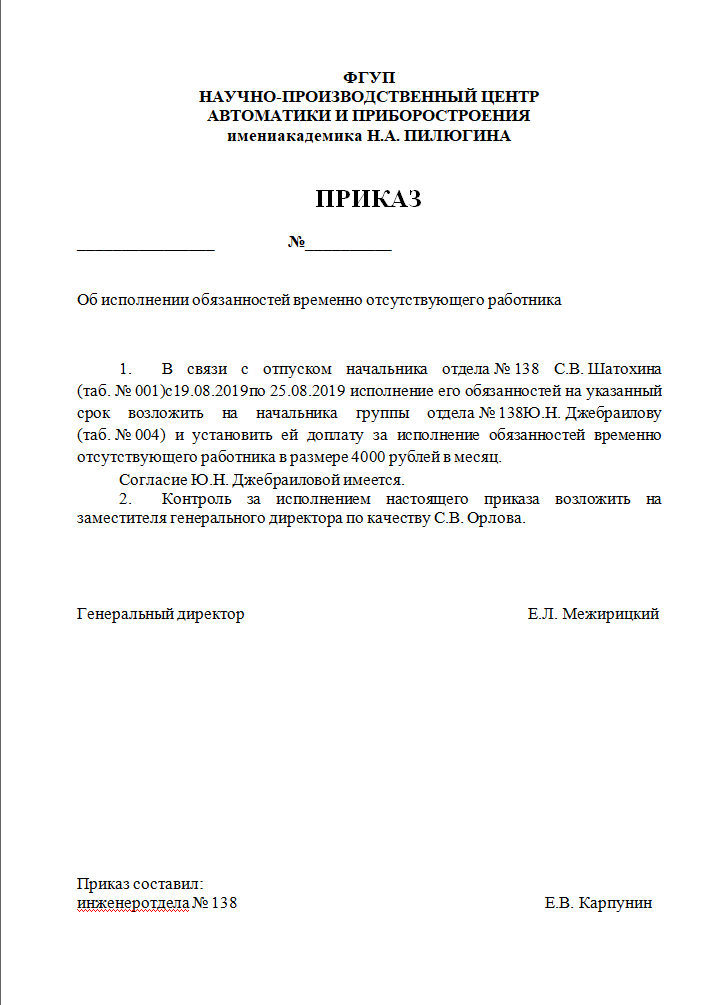 ФГУП
НАУЧНО-ПРОИЗВОДСТВЕННЫЙ ЦЕНТР
АВТОМАТИКИ И ПРИБОРОСТРОЕНИЯ
имениакадемика Н.А. ПИЛЮГИНА
ПРИКАЗ
________________ №__________
Об исполнении обязанностей временно отсутствующего работника
1. В связи с отпуском начальника отдела № 138 С.В. Шатохина
(таб. № 001)с19.08.2019по 25.08.2019 исполнение его обязанностей на указанный
срок возложить на начальника группы отдела № 138Ю.Н. Джебраилову
(таб. № 004) и установить ей доплату за исполнение обязанностей временно
отсутствующего работника в размере 4000 рублей в месяц.
Согласие Ю.Н. Джебраиловой имеется.
2. Контроль за исполнением настоящего приказа возложить на
заместителя генерального директора по качеству С.В. Орлова.
Генеральный директор Е.Л. Межирицкий
Приказ составил:
инженеротдела № 138 Е.В. Карпунин